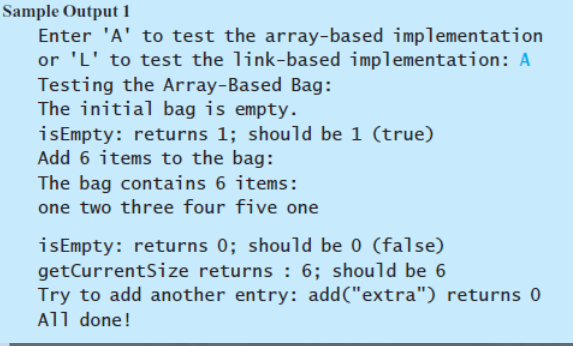 Sample Output 1
Enter 'A' to test the array-based implementation
or 'L' to test the link-based implementation: A
Testing the Array-Based Bag:
The initial bag is empty.
isEmpty: returns 1; should be 1 (true)
Add 6 items to the bag:
The bag contains 6 items:
one two three four five one
isEmpty: returns 0; should be 0 (false)
getCurrentSize returns : 6; should be 6
Try to add another entry: add("extra") returns 0
All done!